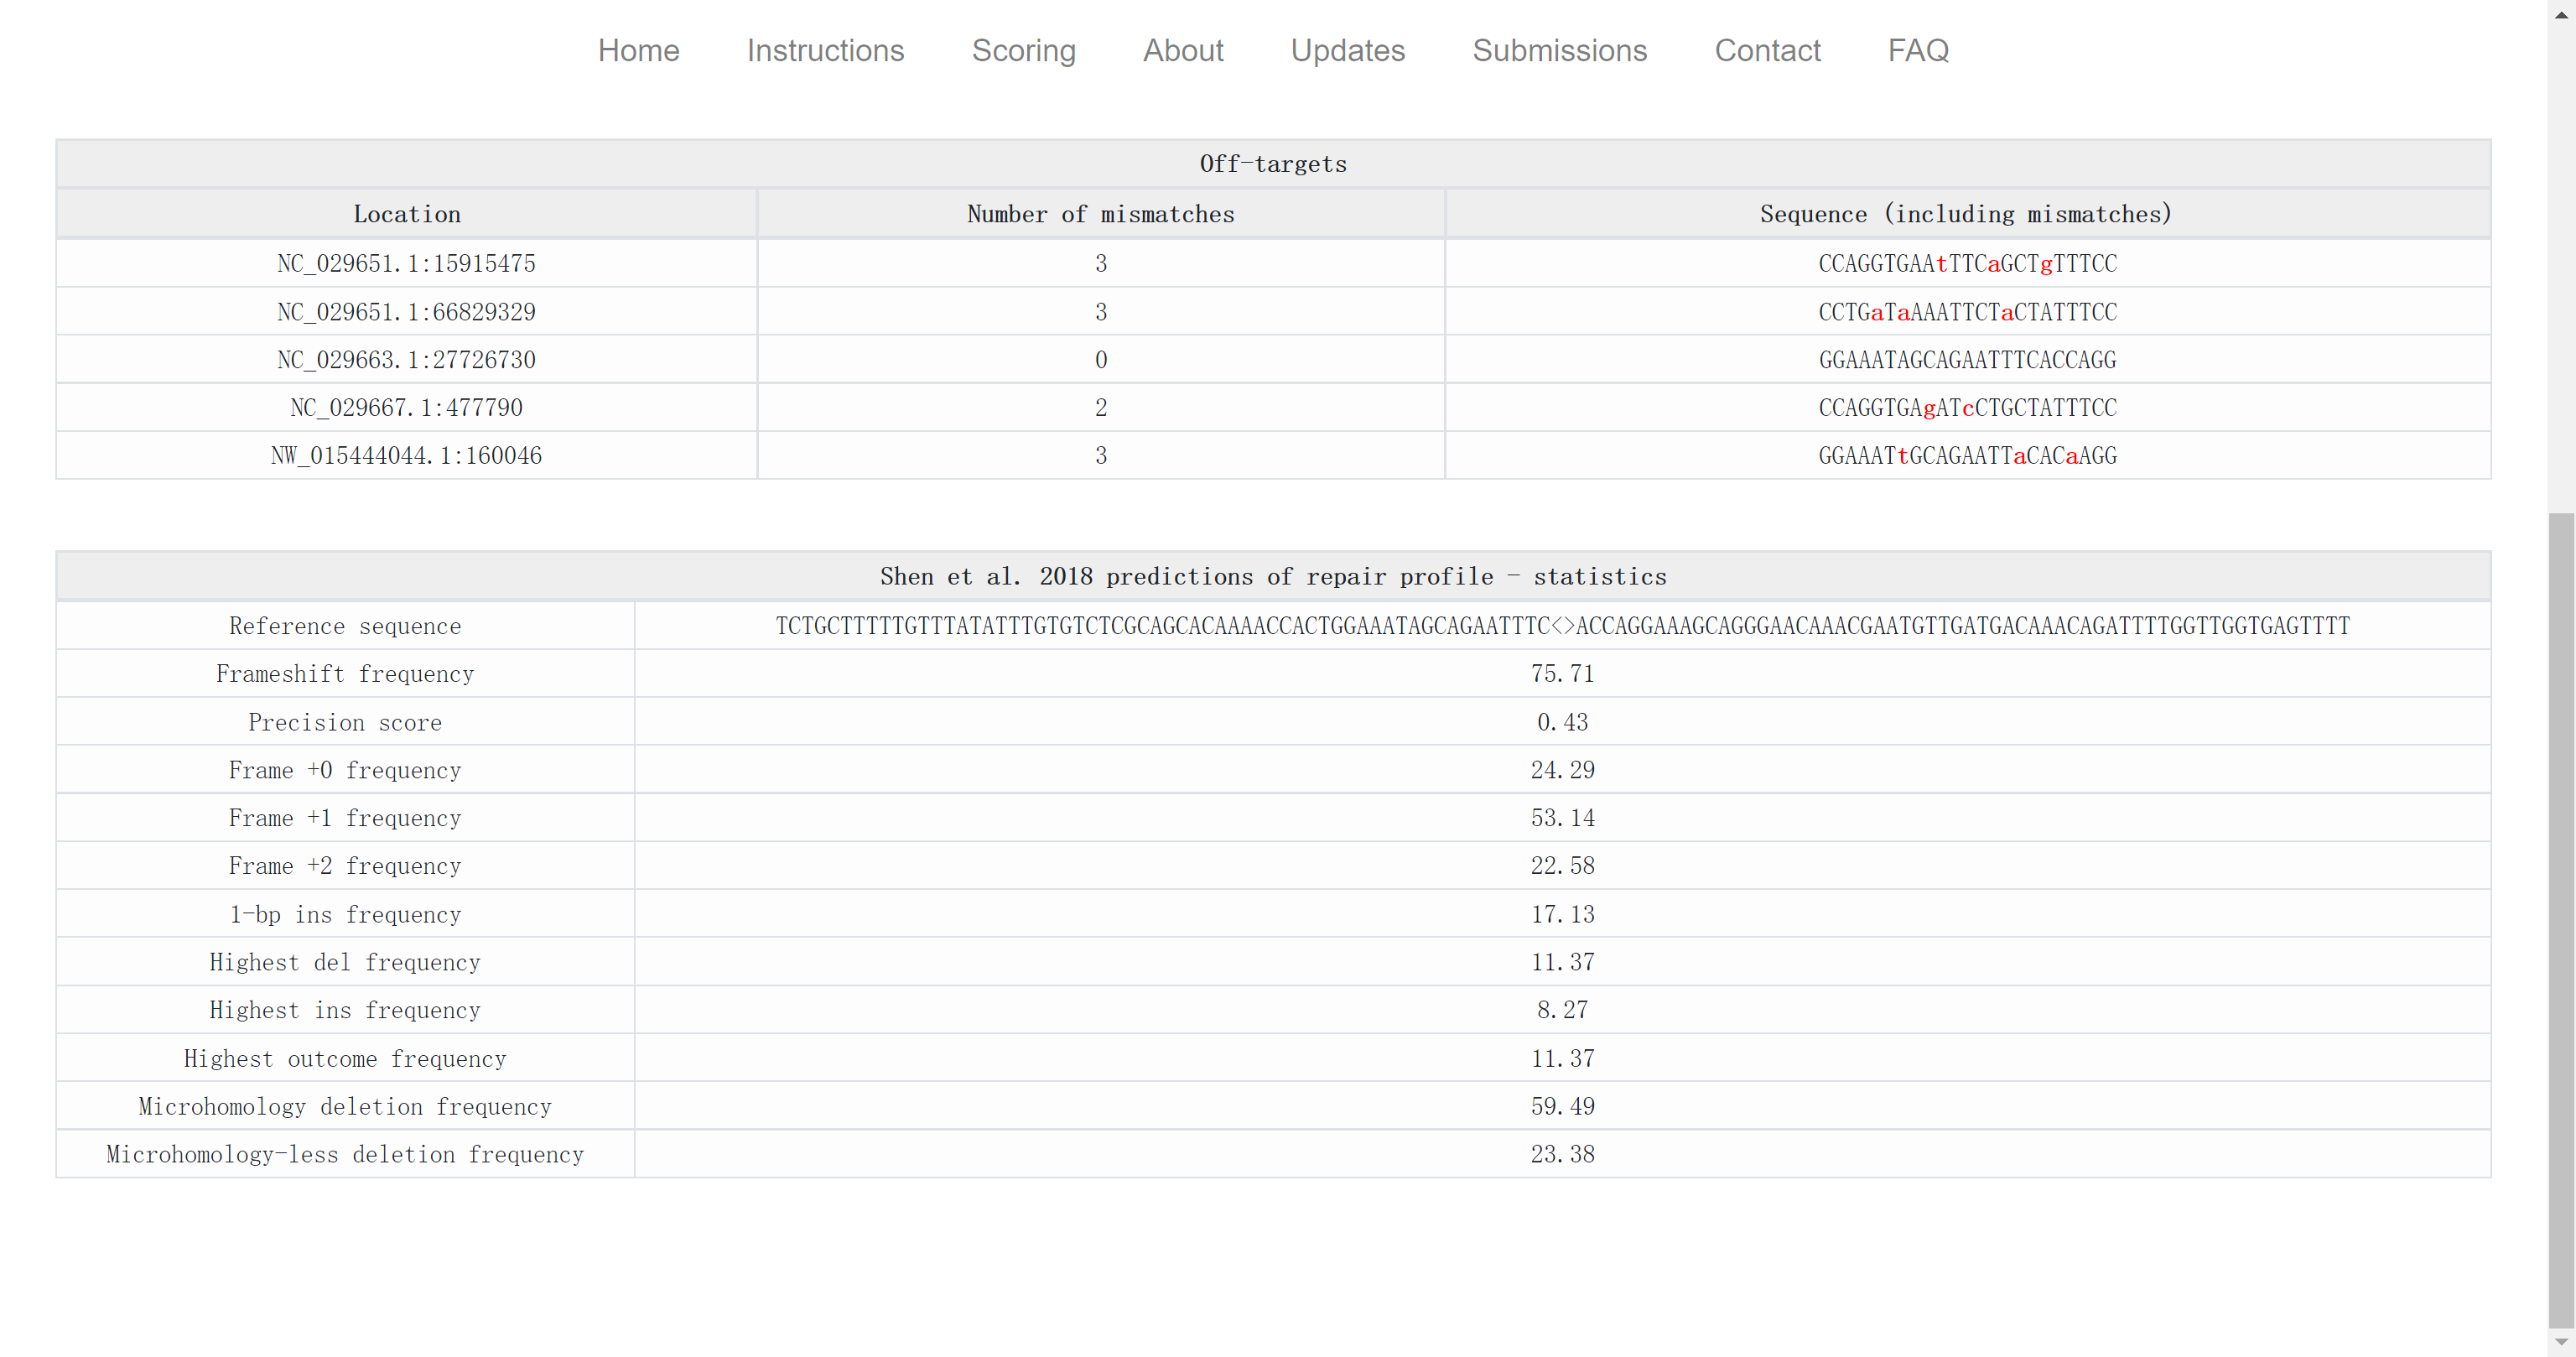 Home Instructions Scoring About Updates Submissions Contact FAQ
Off-targets
Location Number of mismatches Sequence (including mismatches)
NC_029651.1:15915475 3 CCAGGTGAAtTTCaGCTgTTTCC
NC_029651.1:66829329 3 CCTGaTaAAATTCTaCTATTTCC
NC_029663.1:27726730 0 GGAAATAGCAGAATTTCACCAGG
NC_029667.1:477790 2 CCAGGTGAgATcCTGCTATTTCC
NW_015444044.1:160046 3 GGAAATtGCAGAATTaCACaAGG
Shen et al. 2018 predictions of repair profile - statistics
Reference sequence TCTGCTTTTTGTTTATATTTGTGTCTCGCAGCACAAAACCACTGGAAATAGCAGAATTTC<>ACCAGGAAAGCAGGGAACAAACGAATGTTGATGACAAACAGATTTTGGTTGGTGAGTTTT
Frameshift frequency 75.71
Precision score 0.43
Frame +0 frequency 24.29
Frame +1 frequency 53.14
Frame +2 frequency 22.58
1-bp ins frequency 17.13
Highest del frequency 11.37
Highest ins frequency 8.27
Highest outcome frequency 11.37
Microhomology deletion frequency 59.49
Microhomology-less deletion frequency 23.38